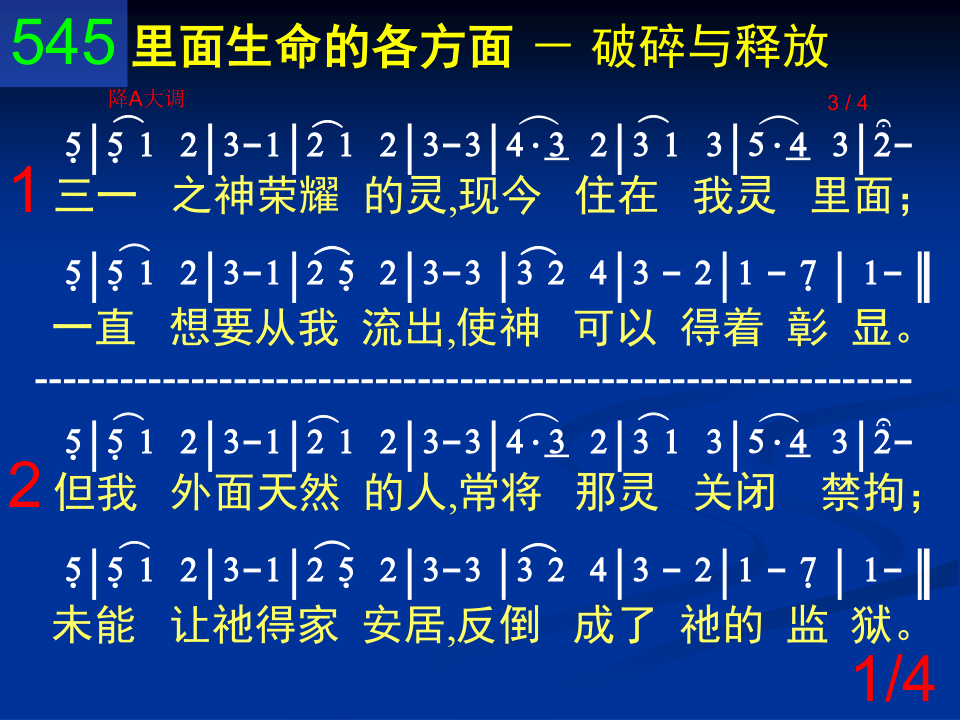 545 里面生命的各方面 － 破碎与释放
降A大调 3 / 4
5|5 1 2|3-1|2 1 2|3-3|4·3 2|3 1 3|5·4 3|2-
1 三一 之神荣耀 的灵,现今 住在 我灵 里面；
5|5 1 2|3-1|2 5 2|3-3|3 2 4|3-2|1-7|1-‖
一直 想要从我 流出,使神 可以 得着 彰 显。
--------------------------------------------------------------
5|5 1 2|3-1|2 1 2|3-3|4·3 2|3 1 3|5·4 3|2-
2 但我 外面天然 的人,常将 那灵 关闭 禁拘；
5|5 1 2|3-1|2 5 2|3-3|3 2 4|3-2|1-7|1-‖
未能 让祂得家 安居,反倒 成了 祂的 监 狱。
1/4